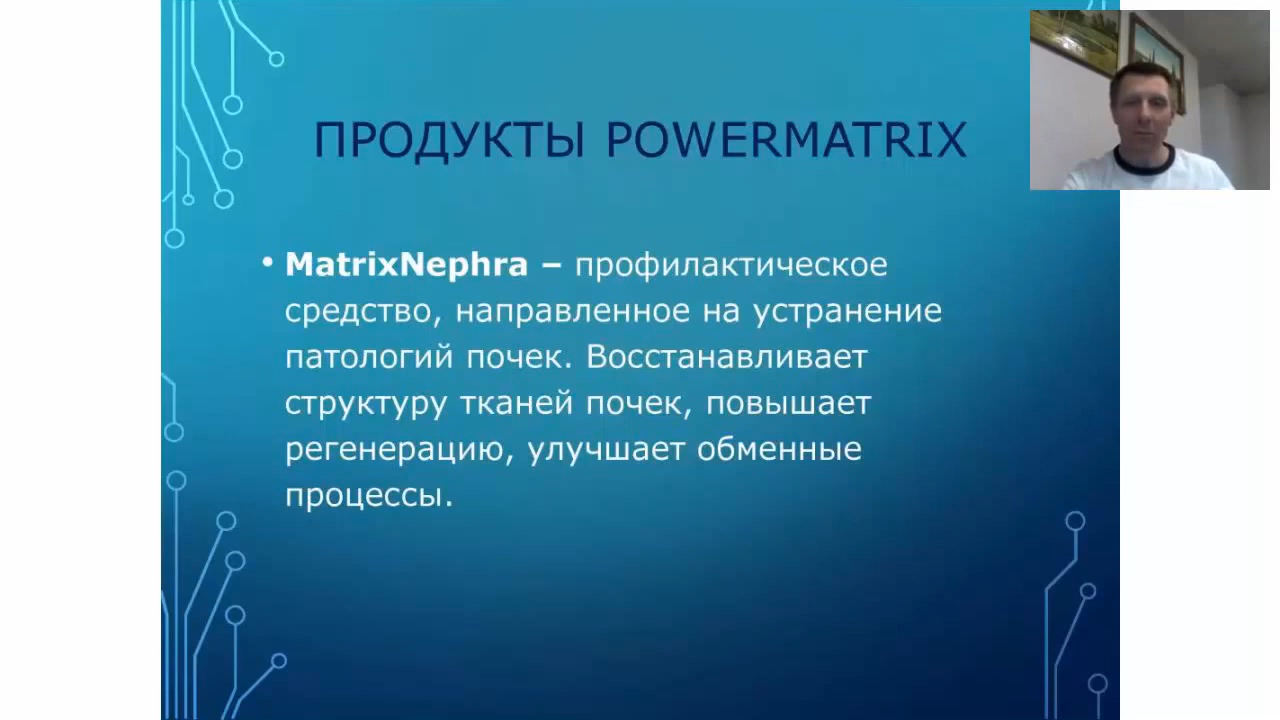 ПРОДУКТЫ POWERMATRIX
• MatrixNephra – профилактическое
средство, направленное на устранение
патологий почек. Восстанавливает
структуру тканей почек, повышает
регенерацию, улучшает обменные
процессы.